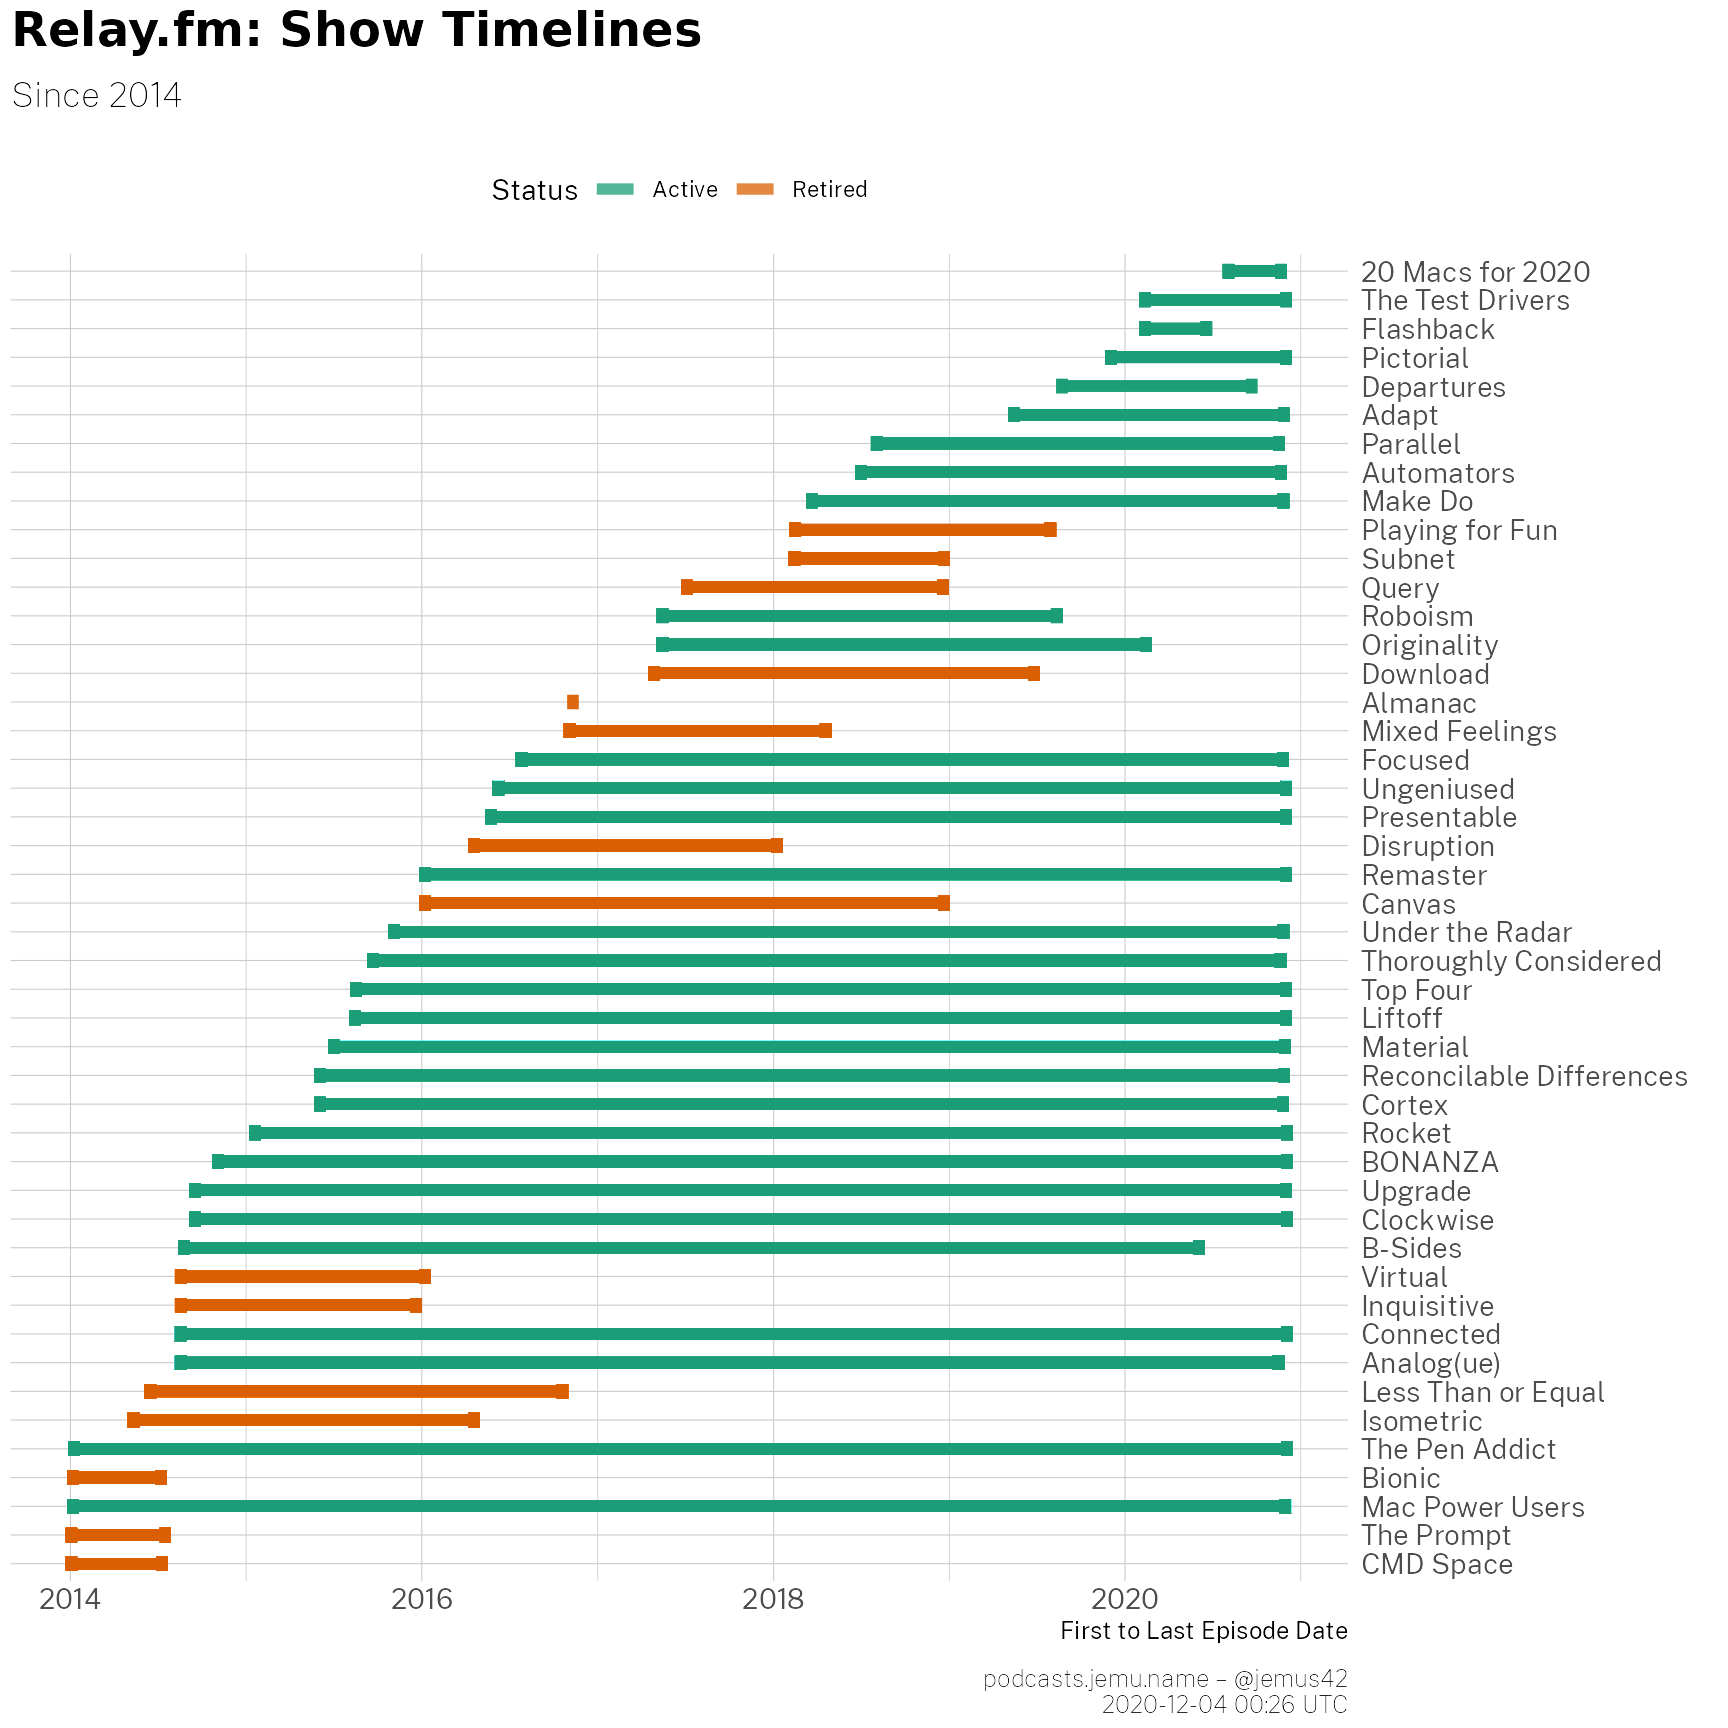 Relay.fm: Show Timelines
Since 2014
Status Active Retired
20 Macs for 2020
The Test Drivers
Flashback
Pictorial
Departures
Adapt
Parallel
Automators
Make Do
Playing for Fun
Subnet
Query
Roboism
Originality
Download
Almanac
Mixed Feelings
Focused
Ungeniused
Presentable
Disruption
Remaster
Canvas
Under the Radar
Thoroughly Considered
Top Four
Liftoff
Material
Reconcilable Differences
Cortex
Rocket
BONANZA
Upgrade
Clockwise
B-Sides
Virtual
Inquisitive
Connected
Analog(ue)
Less Than or Equal
Isometric
The Pen Addict
Bionic
Mac Power Users
The Prompt
CMD Space
2014 2016 2018 2020
First to Last Episode Date
podcasts.jemu.name – @jemus42
2020-12-04 00:26 UTC